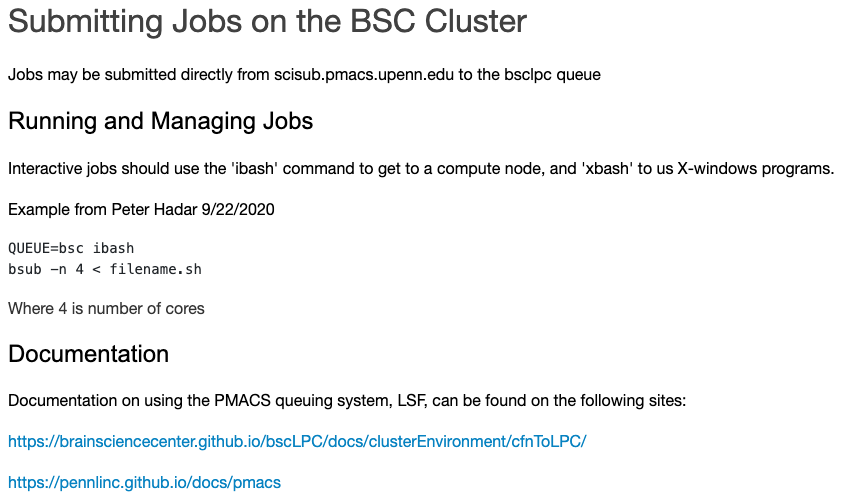 Submitting Jobs on the BSC Cluster
Jobs may be submitted directly from scisub.pmacs.upenn.edu to the bsclpc queue
Running and Managing Jobs
Interactive jobs should use the 'ibash' command to get to a compute node, and 'xbash' to us X-windows programs.
Example from Peter Hadar 9/22/2020
QUEUE=bsc ibash
bsub -n 4 < filename.sh
Where 4 is number of cores
Documentation
Documentation on using the PMACS queuing system, LSF, can be found on the following sites:
https://brainsciencecenter.github.io/bscLPC/docs/clusterEnvironment/cfnToLPC/
https://pennlinc.github.io/docs/pmacs